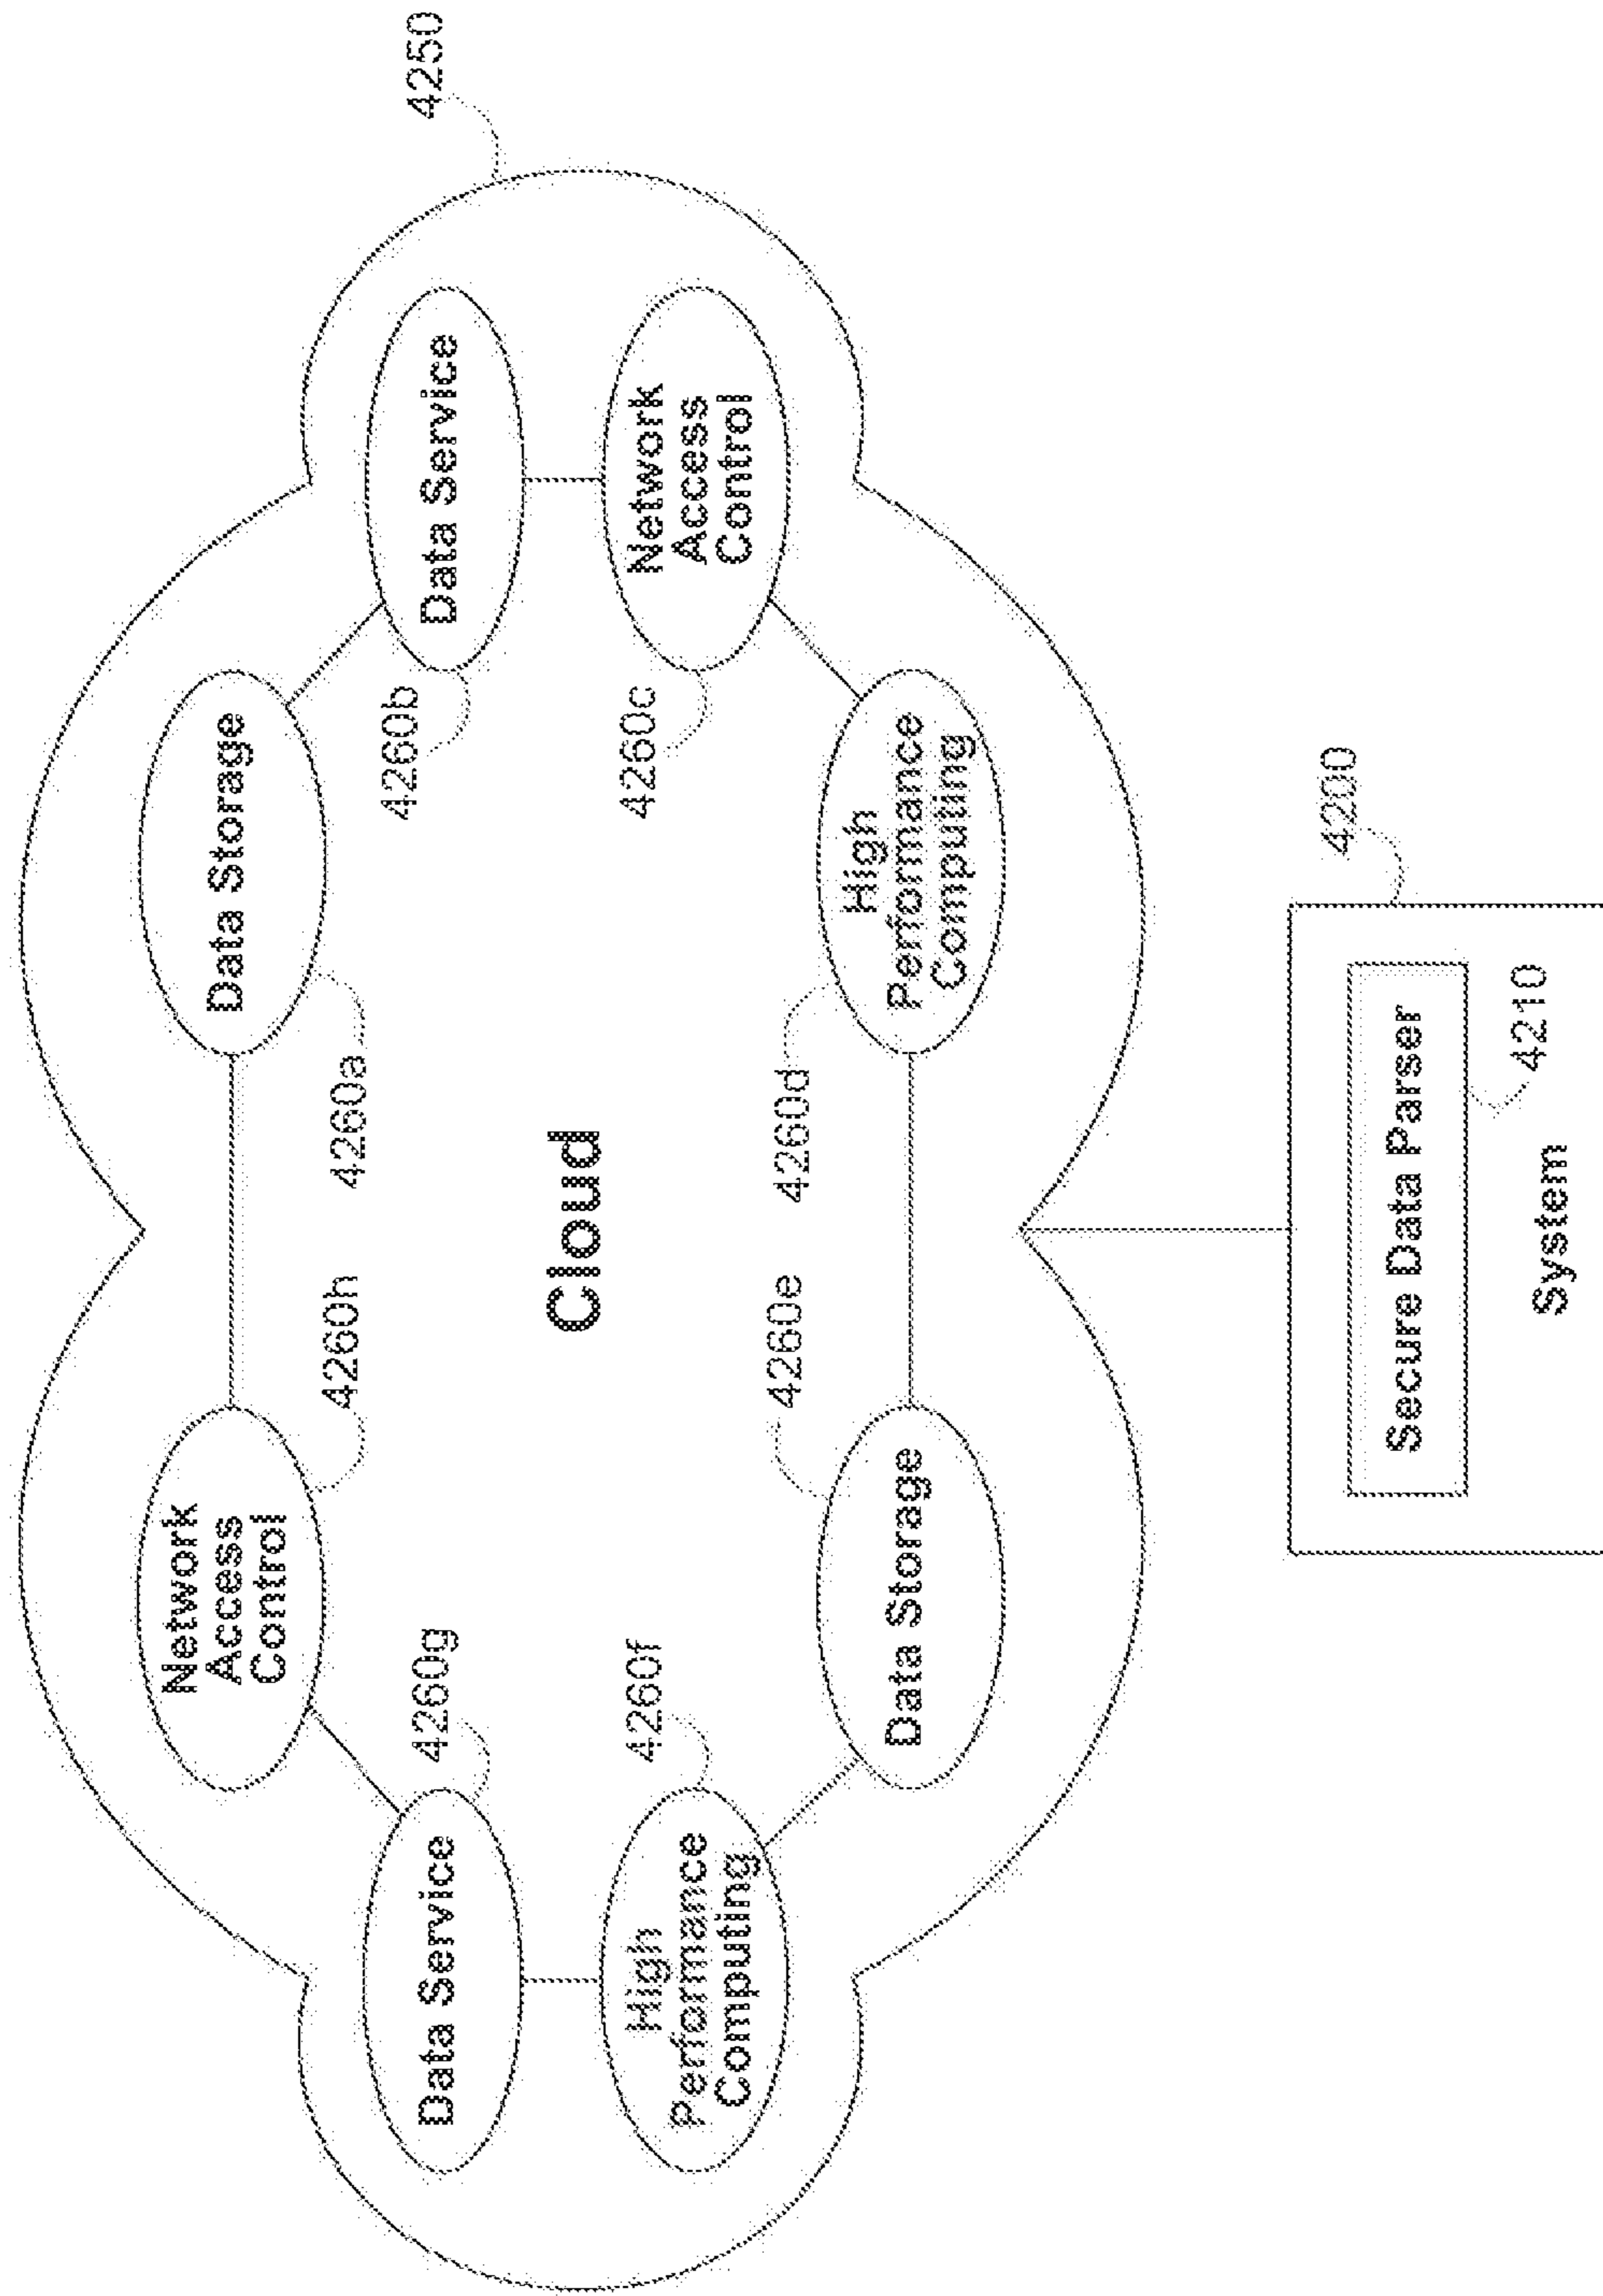 4250
Network
Access
Control
Data Storage
4260h
4260a
Data Service
4260g
Data Service
4260b
Cloud
High
Performance
Computing
4260f
Network
Access
Control
4260c
4260e
4260d
Data Storage
High
Performance
Computing
4200
Secure Data Parser
4210
System